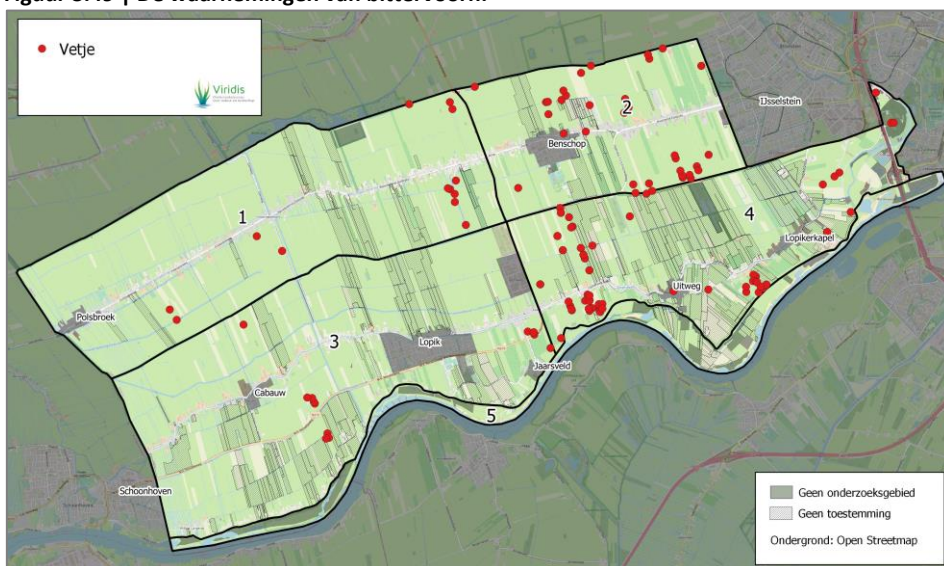 Figuur 3.40 | De waarnemingen van bittervoorn
Vetje
Viridis
IJsselstein
2
Benschop
1
4
Lopikerkapel
Uitweg
Polsbroek
3
Lopik
Jaarsveld
Cabauw
5
Schoonhoven
Geen onderzoeksgebied
Geen toestemming
Ondergrond: Open Streetmap